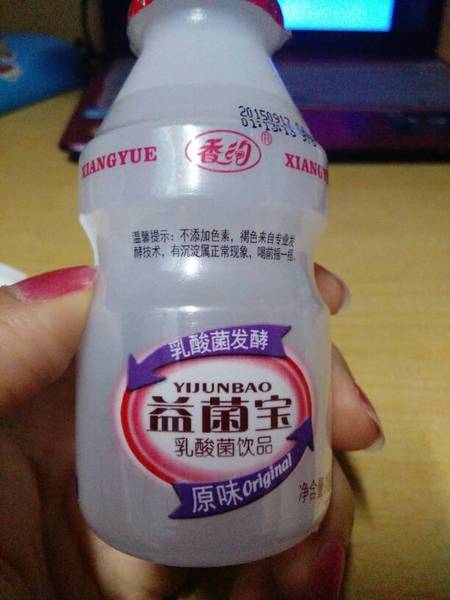 20150917
XIANGYUE 香约® XIANGY
温馨提示：不添加色素，褐色来自专业发
酵技术，有沉淀属正常现象，喝前摇一摇。
乳酸菌发酵
YIJUNBAO
益菌宝
乳酸菌饮品
原味Original
净含